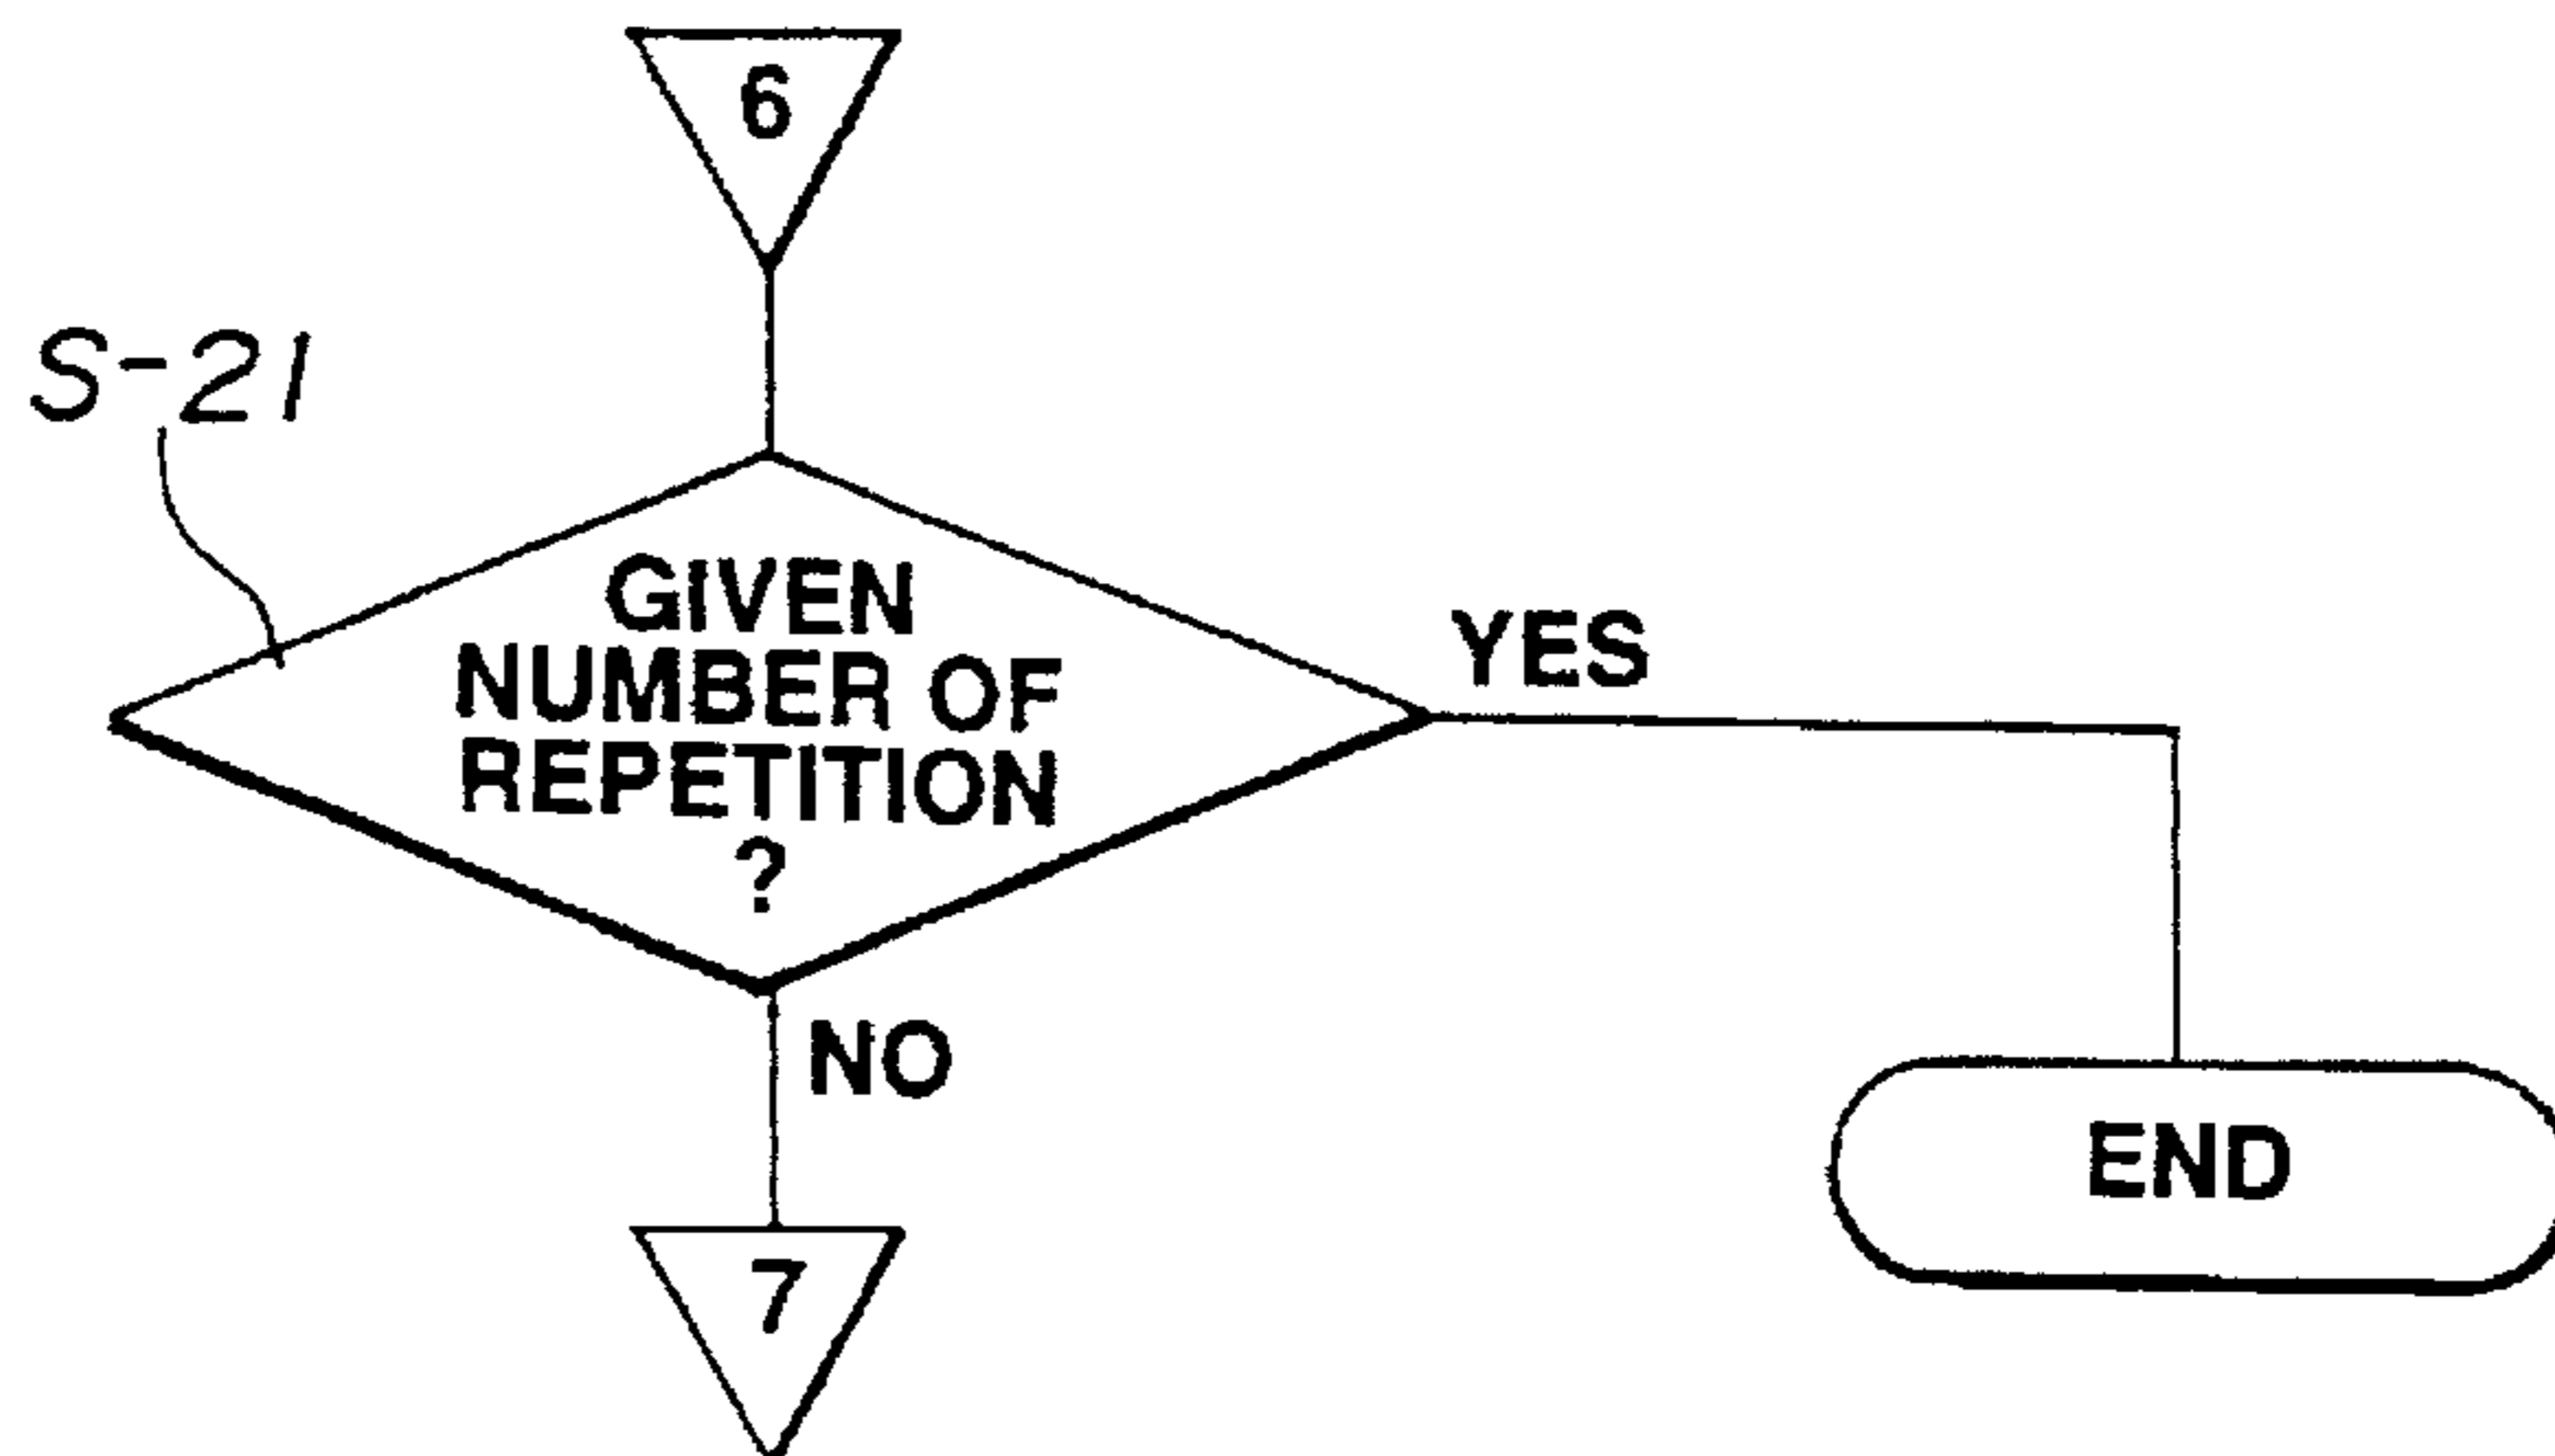 6
S-21
GIVEN
NUMBER OF
REPETITION
?
YES
NO
END
7